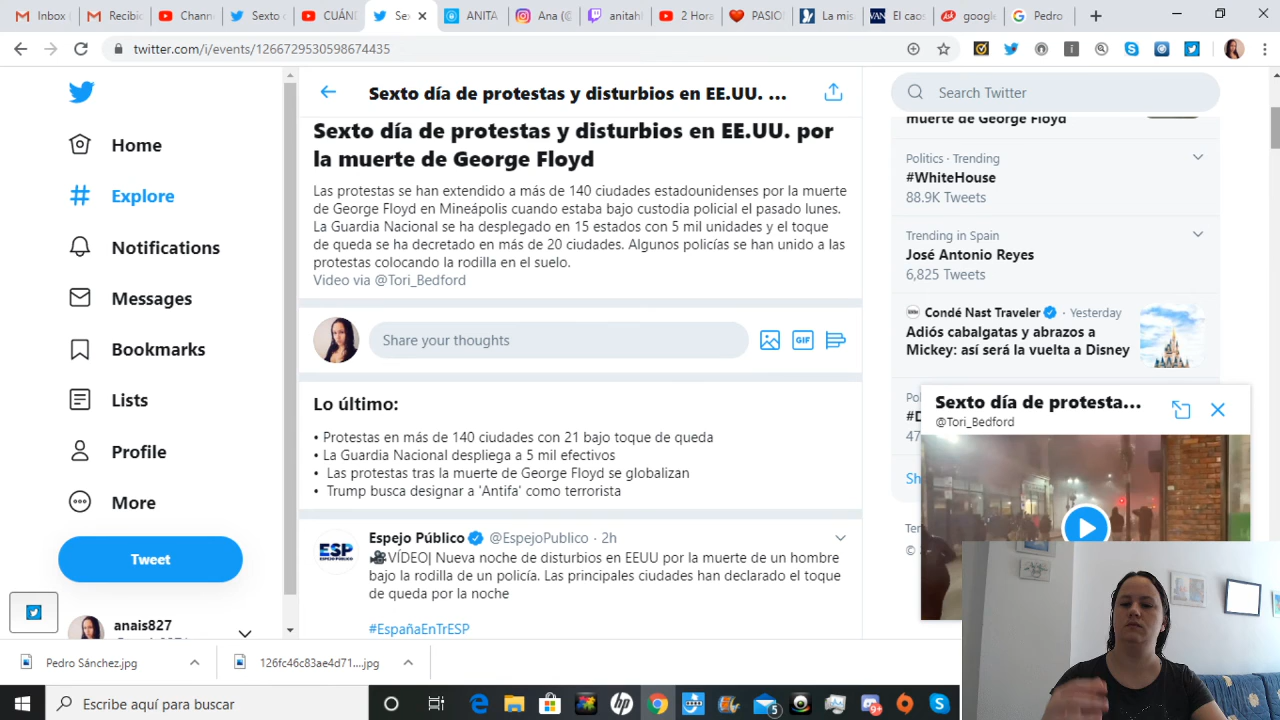 Inbox
Recibio
Chann
Sexto
CUÁN
Sex
ANITA
Ana (@
anitah
2 Hora
PASIO
La mis
El caos
google
Pedro
twitter.com/i/events/1266729530598674435
Home
Explore
Notifications
Messages
Bookmarks
Lists
Profile
More
Tweet
anais827
Sexto día de protestas y disturbios en EE.UU. ...
Sexto día de protestas y disturbios en EE.UU. por
la muerte de George Floyd
Las protestas se han extendido a más de 140 ciudades estadounidenses por la muerte
de George Floyd en Mineápolis cuando estaba bajo custodia policial el pasado lunes.
La Guardia Nacional se ha desplegado en 15 estados con 5 mil unidades y el toque
de queda se ha decretado en más de 20 ciudades. Algunos policías se han unido a las
protestas colocando la rodilla en el suelo.
Video via @Tori_Bedford
Share your thoughts
GIF
Lo último:
• Protestas en más de 140 ciudades con 21 bajo toque de queda
• La Guardia Nacional despliega a 5 mil efectivos
• Las protestas tras la muerte de George Floyd se globalizan
• Trump busca designar a 'Antifa' como terrorista
ESP
Espejo Público @EspejoPublico · 2h
🎥VÍDEO| Nueva noche de disturbios en EEUU por la muerte de un hombre
bajo la rodilla de un policía. Las principales ciudades han declarado el toque
de queda por la noche
#EspañaEnTrESP
Search Twitter
muerte de George Floyd
Politics · Trending
#WhiteHouse
88.9K Tweets
Trending in Spain
José Antonio Reyes
6,825 Tweets
Condé Nast Traveler · Yesterday
Adiós cabalgatas y abrazos a
Mickey: así será la vuelta a Disney
Sexto día de protesta...
@Tori_Bedford
Pedro Sánchez.jpg
126fc46c83ae4d71....jpg
Escribe aquí para buscar
5
9+